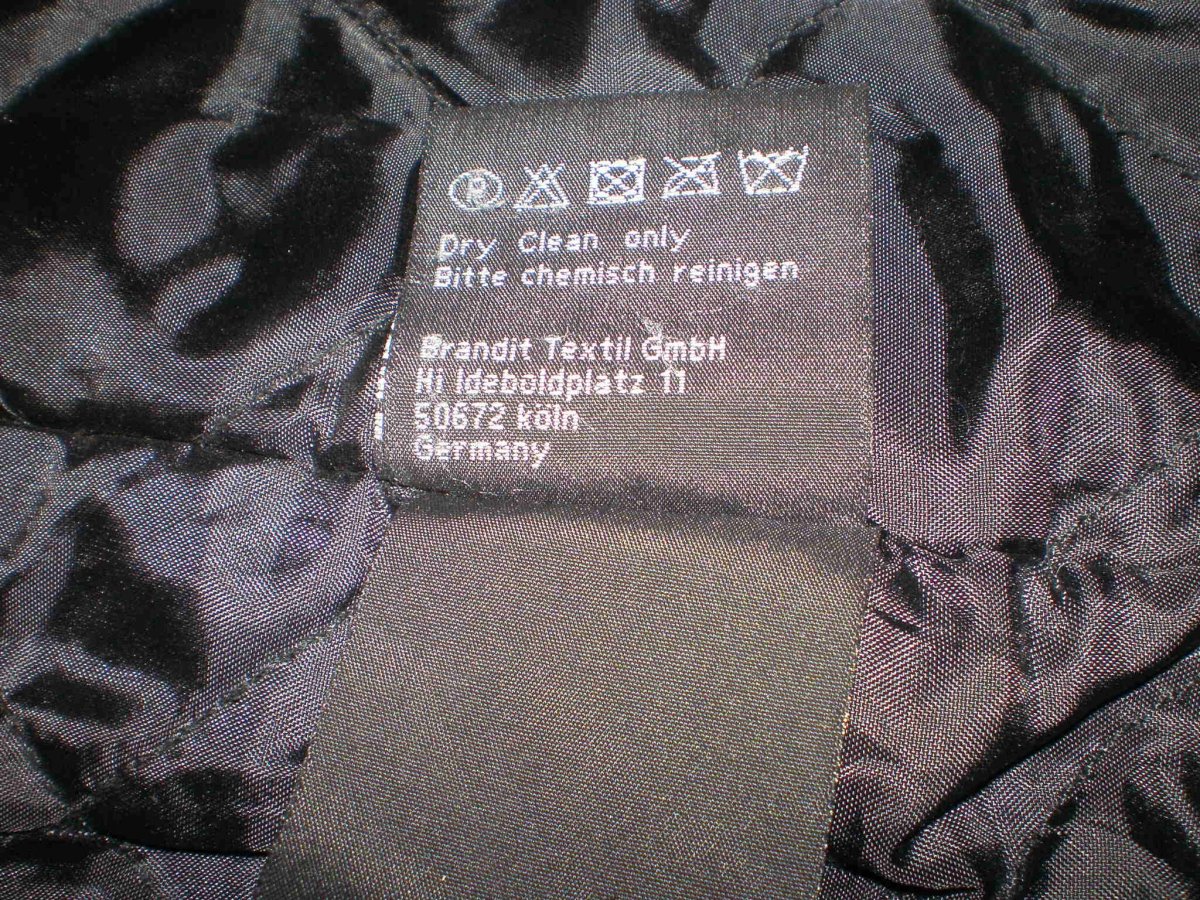 P
Dry Clean only
Bitte chemisch reinigen
Brandit Textil GmbH
Hi ldeboldplatz 11
50672 köln
Germany